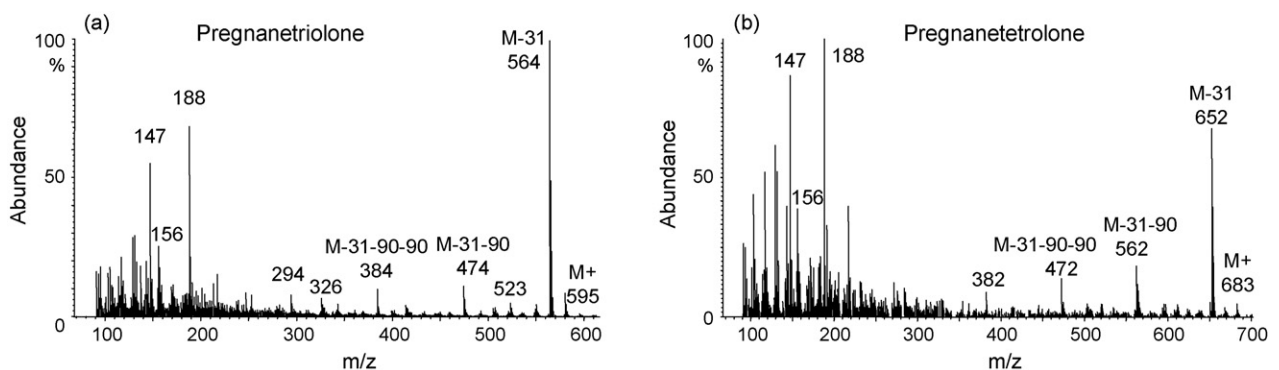 (a)
Pregnanetriolone
100
%
50
0
Abundance
147
156
188
294
326
M-31-90-90
384
M-31-90
474
523
M-31
564
M+
595
100
200
300
400
500
600
m/z
(b)
Pregnanetetrolone
100
%
50
0
Abundance
147
156
188
382
M-31-90-90
472
M-31-90
562
M-31
652
M+
683
100
200
300
400
500
600
700
m/z